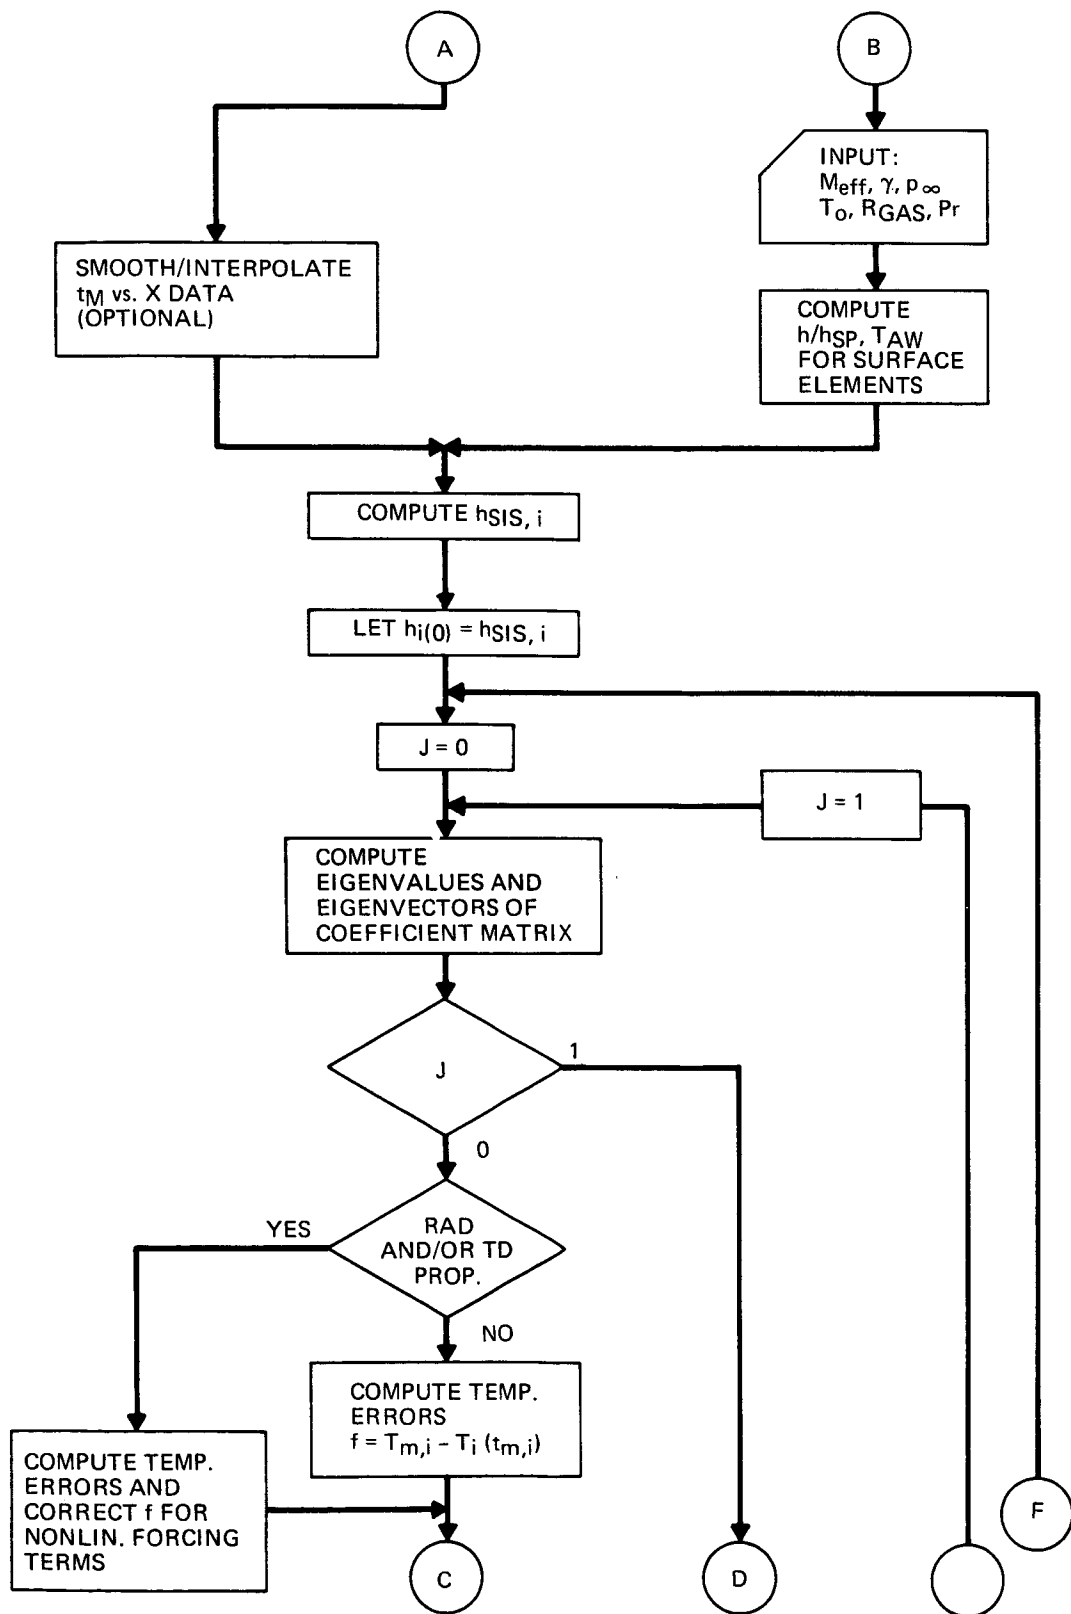 A
B
INPUT:
Meff, γ, p∞
To, RGAS, Pr
SMOOTH/INTERPOLATE
tM vs. X DATA
(OPTIONAL)
COMPUTE
h/hSP, TAW
FOR SURFACE
ELEMENTS
COMPUTE hSIS, i
LET hi(0) = hSIS, i
J = 0
J = 1
COMPUTE
EIGENVALUES AND
EIGENVECTORS OF
COEFFICIENT MATRIX
J
1
0
YES
RAD
AND/OR TD
PROP.
NO
COMPUTE TEMP.
ERRORS
f = Tm,i – Ti (tm,i)
COMPUTE TEMP.
ERRORS AND
CORRECT f FOR
NONLIN. FORCING
TERMS
F
C
D